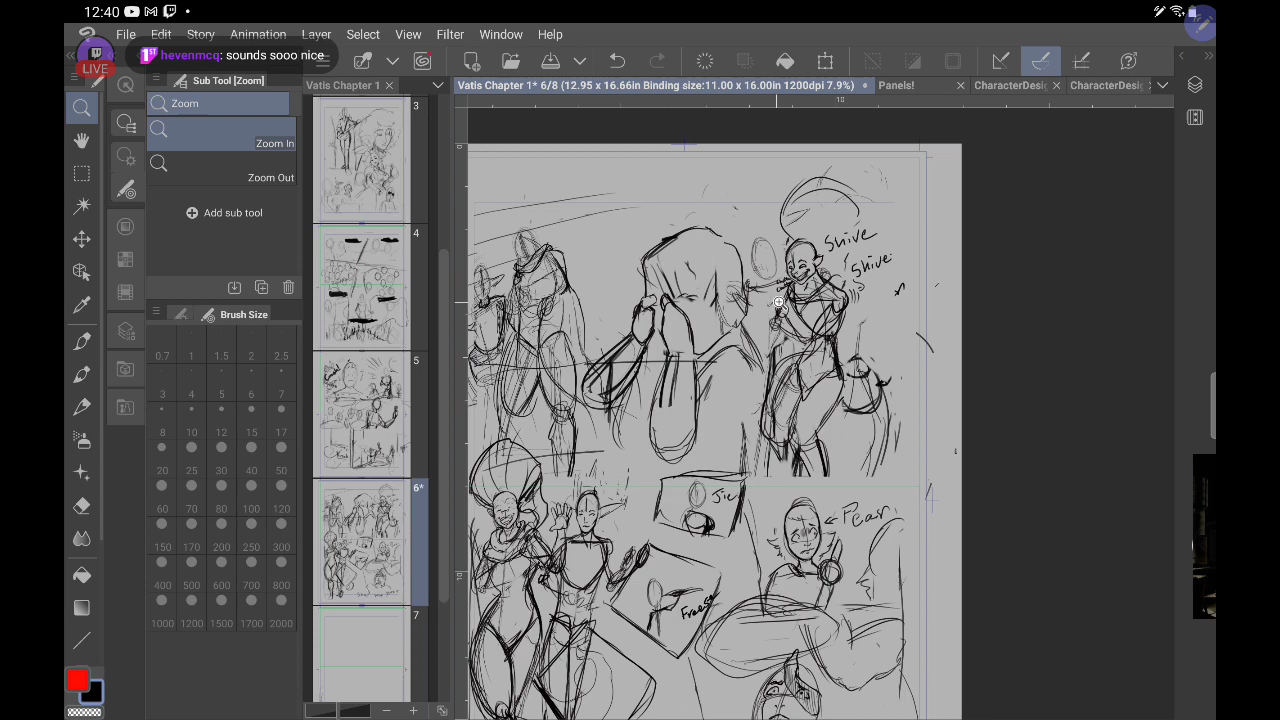 12:40
File Story Animation Layer Select View Filter Window Help
1ST hevenmcq: sounds sooo nice
LIVE
Sub Tool [Zoom]
Vatis Chapter 1
Vatis Chapter 1* 6/8 (12.95 x 16.66in Binding size:11.00 x 16.00in 1200dpi 7.9%)
Panels!
CharacterDesig
CharacterDesig
Zoom
Zoom In
Zoom Out
Add sub tool
Brush Size
0.7 1 1.5 2 2.5
3 4 5 6 7
8 10 12 15 17
20 25 30 40 50
60 70 80 100 120
150 170 200 250 300
400 500 600 700 800
1000 1200 1500 1700 2000
3
4
5
6*
7
10
0
10
Shive
Shive
Pear